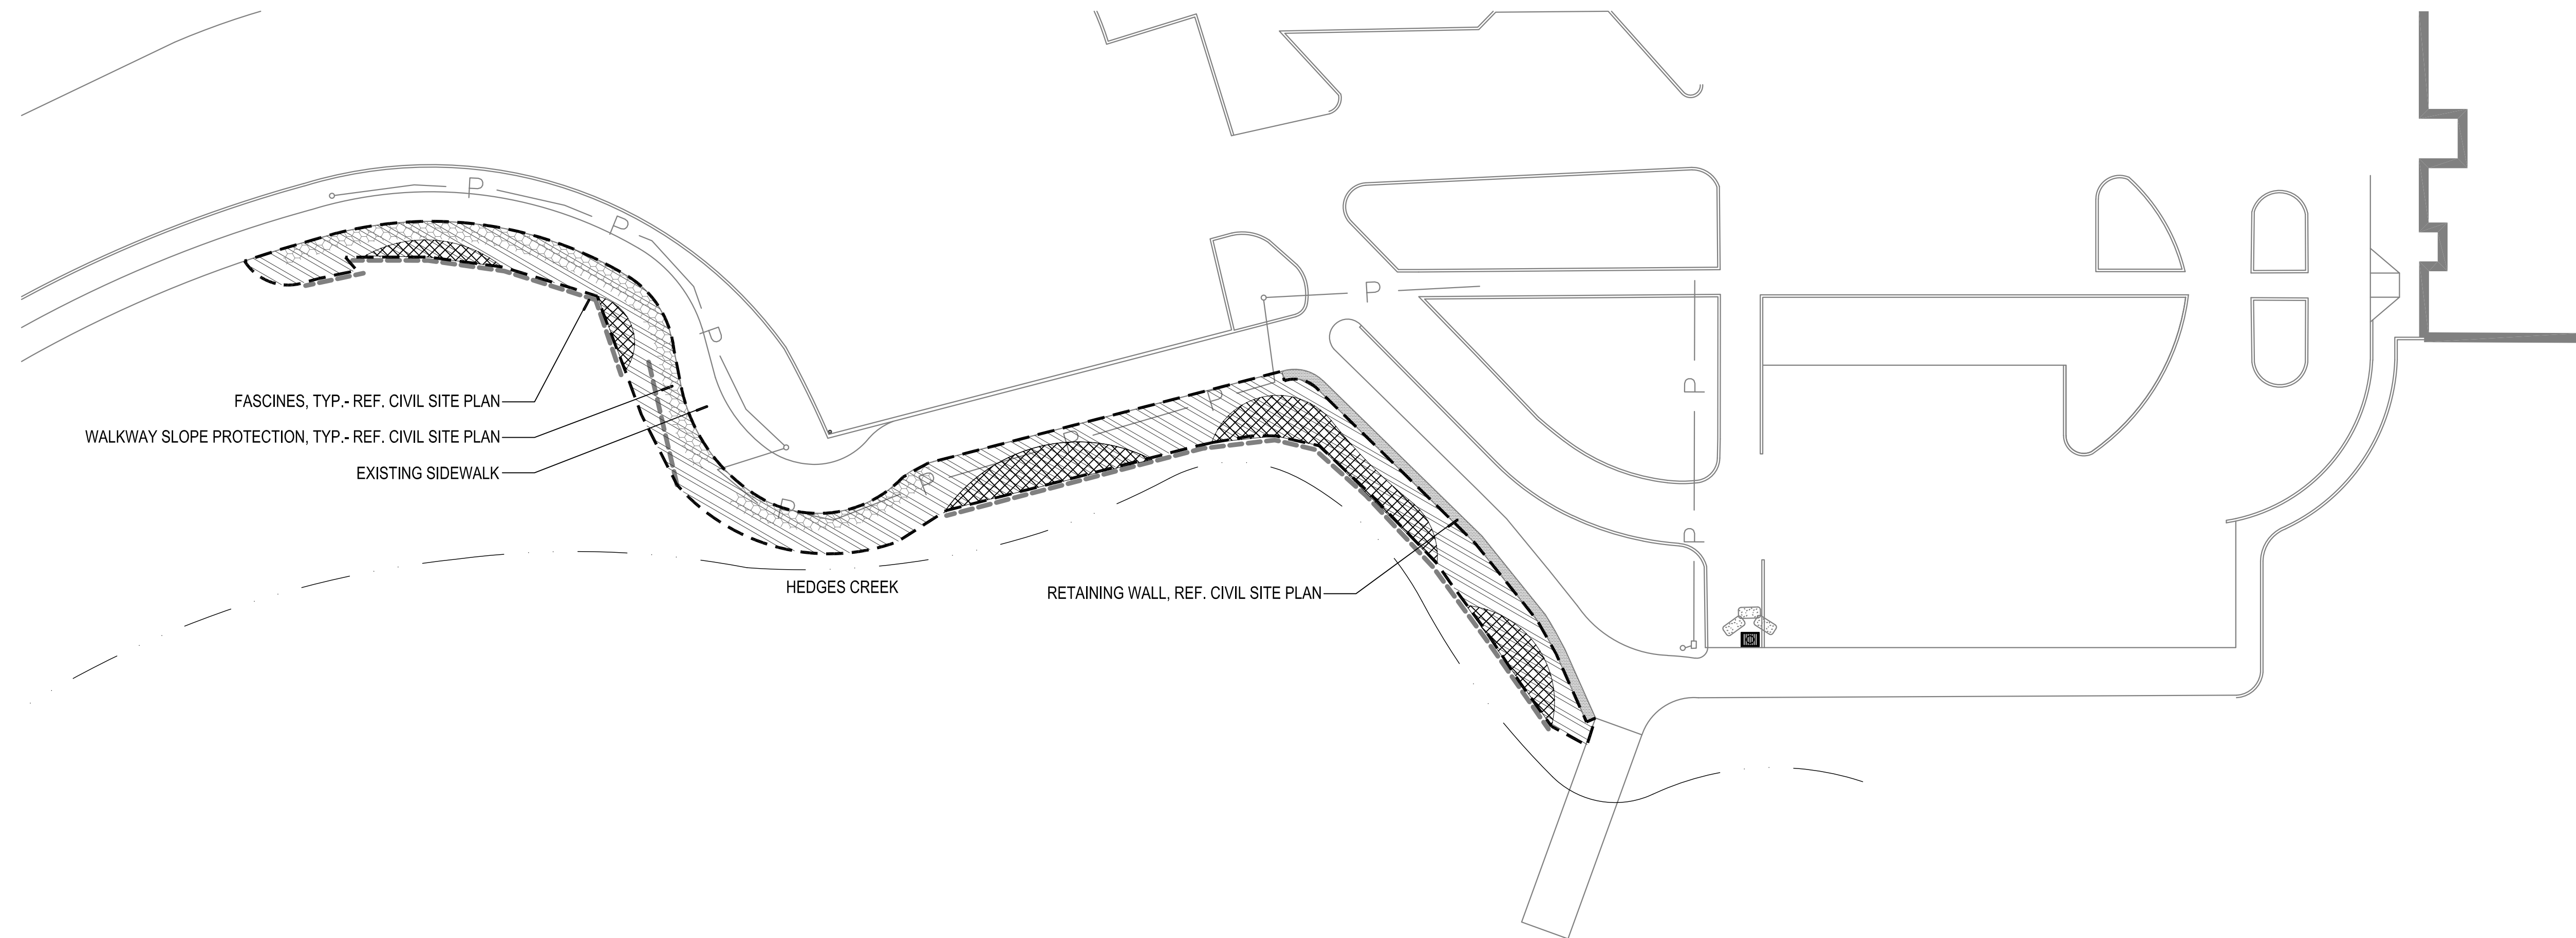 P
P
P
P
P
FASCINES, TYP.- REF. CIVIL SITE PLAN
P
P
WALKWAY SLOPE PROTECTION, TYP.- REF. CIVIL SITE PLAN
P
EXISTING SIDEWALK
P
P
P
HEDGES CREEK
RETAINING WALL, REF. CIVIL SITE PLAN